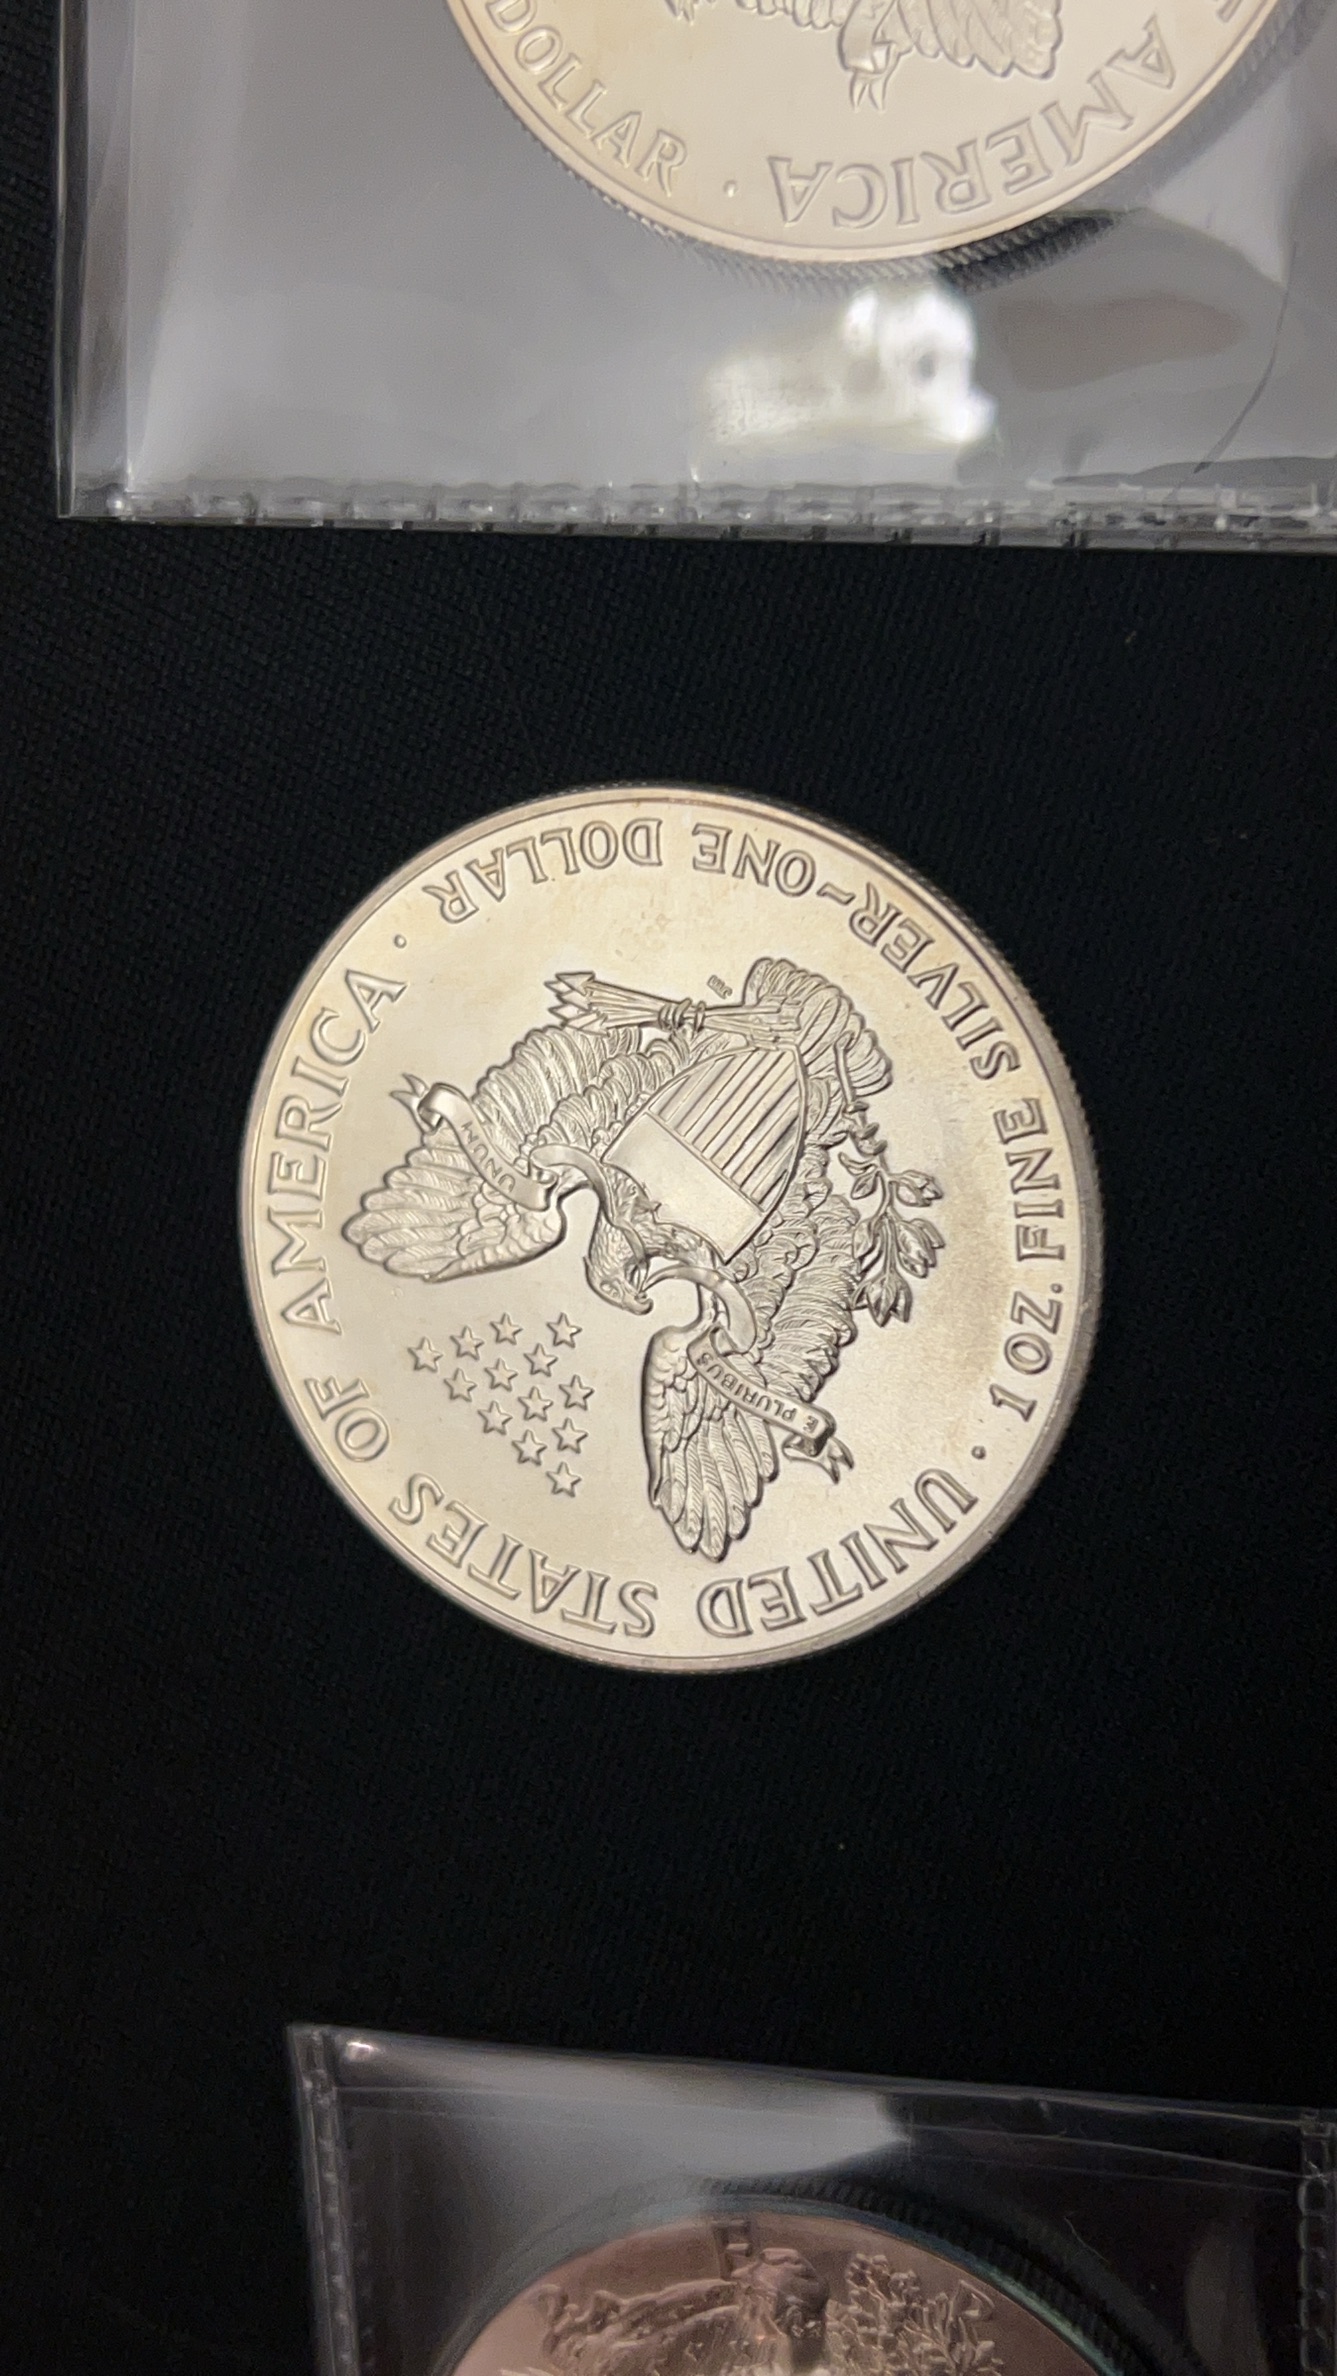 DOLLAR · AMERICA
UNITED STATES OF AMERICA ·
1 OZ. FINE SILVER~ONE DOLLAR ·
E PLURIBUS
UNUM